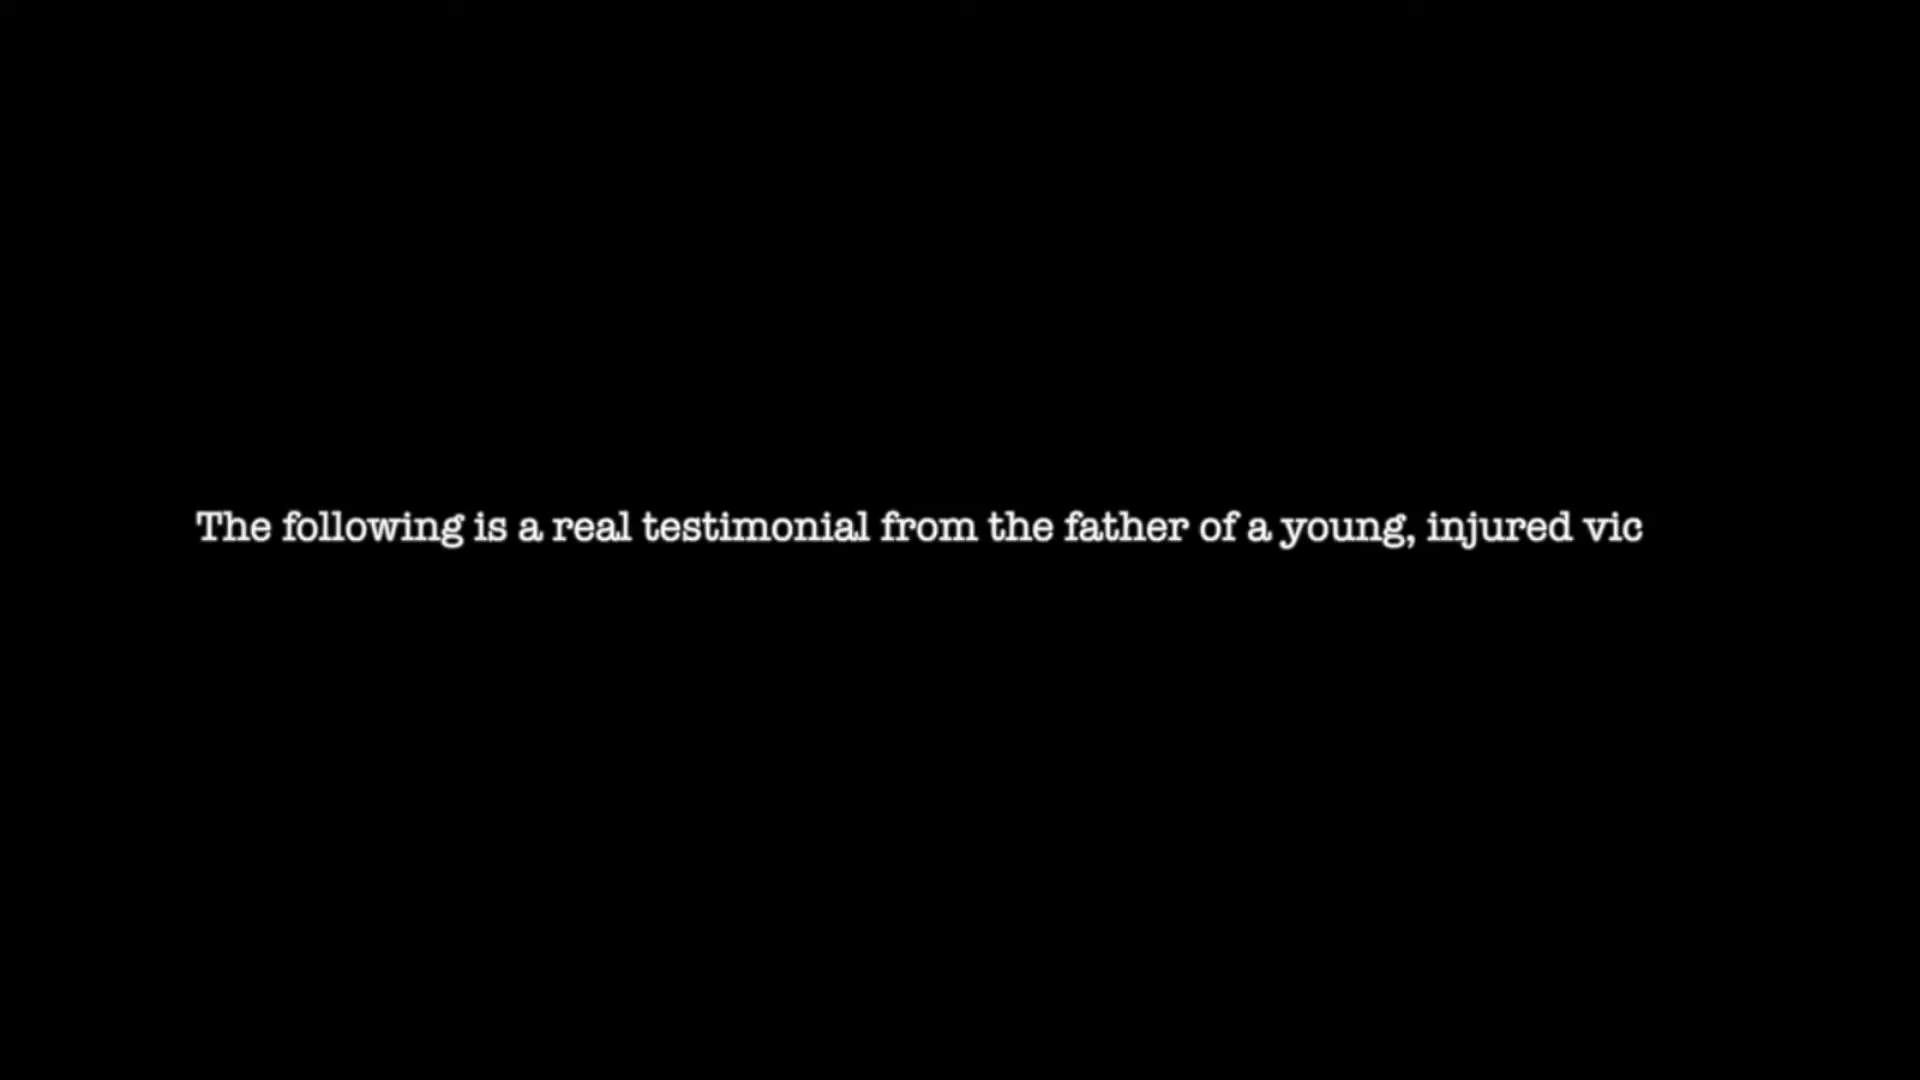 The following is a real testimonial from the father of a young, injured vic